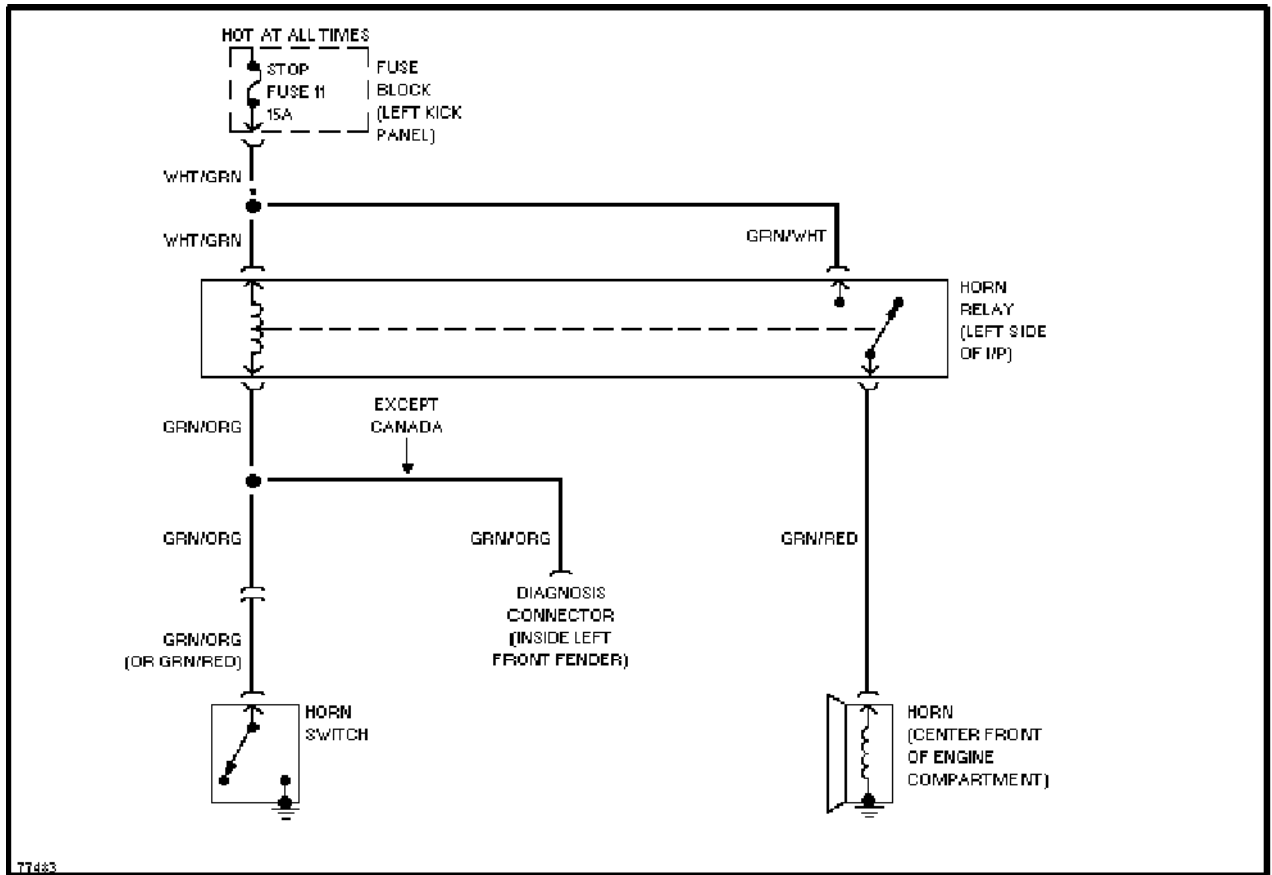 HOT AT ALL TIMES
STOP
FUSE 11
15A
FUSE
BLOCK
(LEFT KICK
PANEL)
WHT/GRN
WHT/GRN
GRN/WHT
HORN
RELAY
(LEFT SIDE
OF I/P)
GRN/ORG
EXCEPT
CANADA
GRN/ORG
GRN/ORG
GRN/RED
DIAGNOSIS
CONNECTOR
(INSIDE LEFT
FRONT FENDER)
GRN/ORG
(OR GRN/RED)
HORN
SWITCH
HORN
(CENTER FRONT
OF ENGINE
COMPARTMENT)
77483